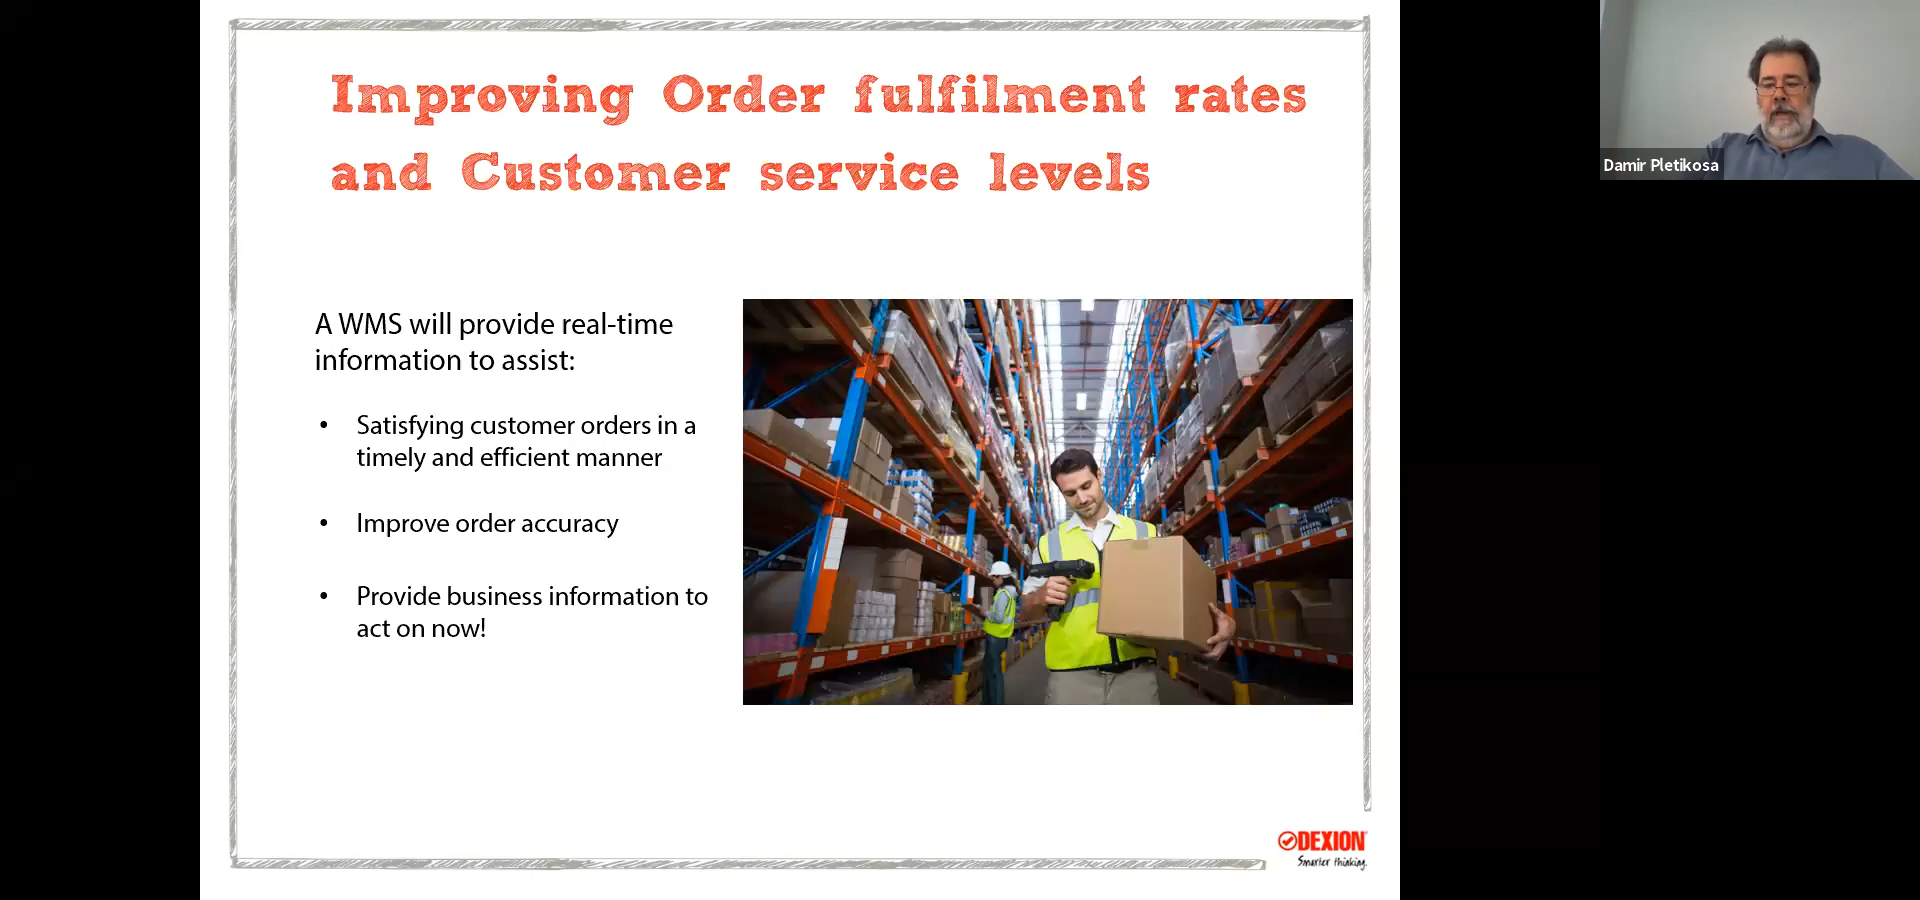 Improving Order fulfilment rates
and Customer service levels
A WMS will provide real-time
information to assist:
• Satisfying customer orders in a
timely and efficient manner
• Improve order accuracy
• Provide business information to
act on now!
DEXION
Smarter thinking.
Damir Pletikosa